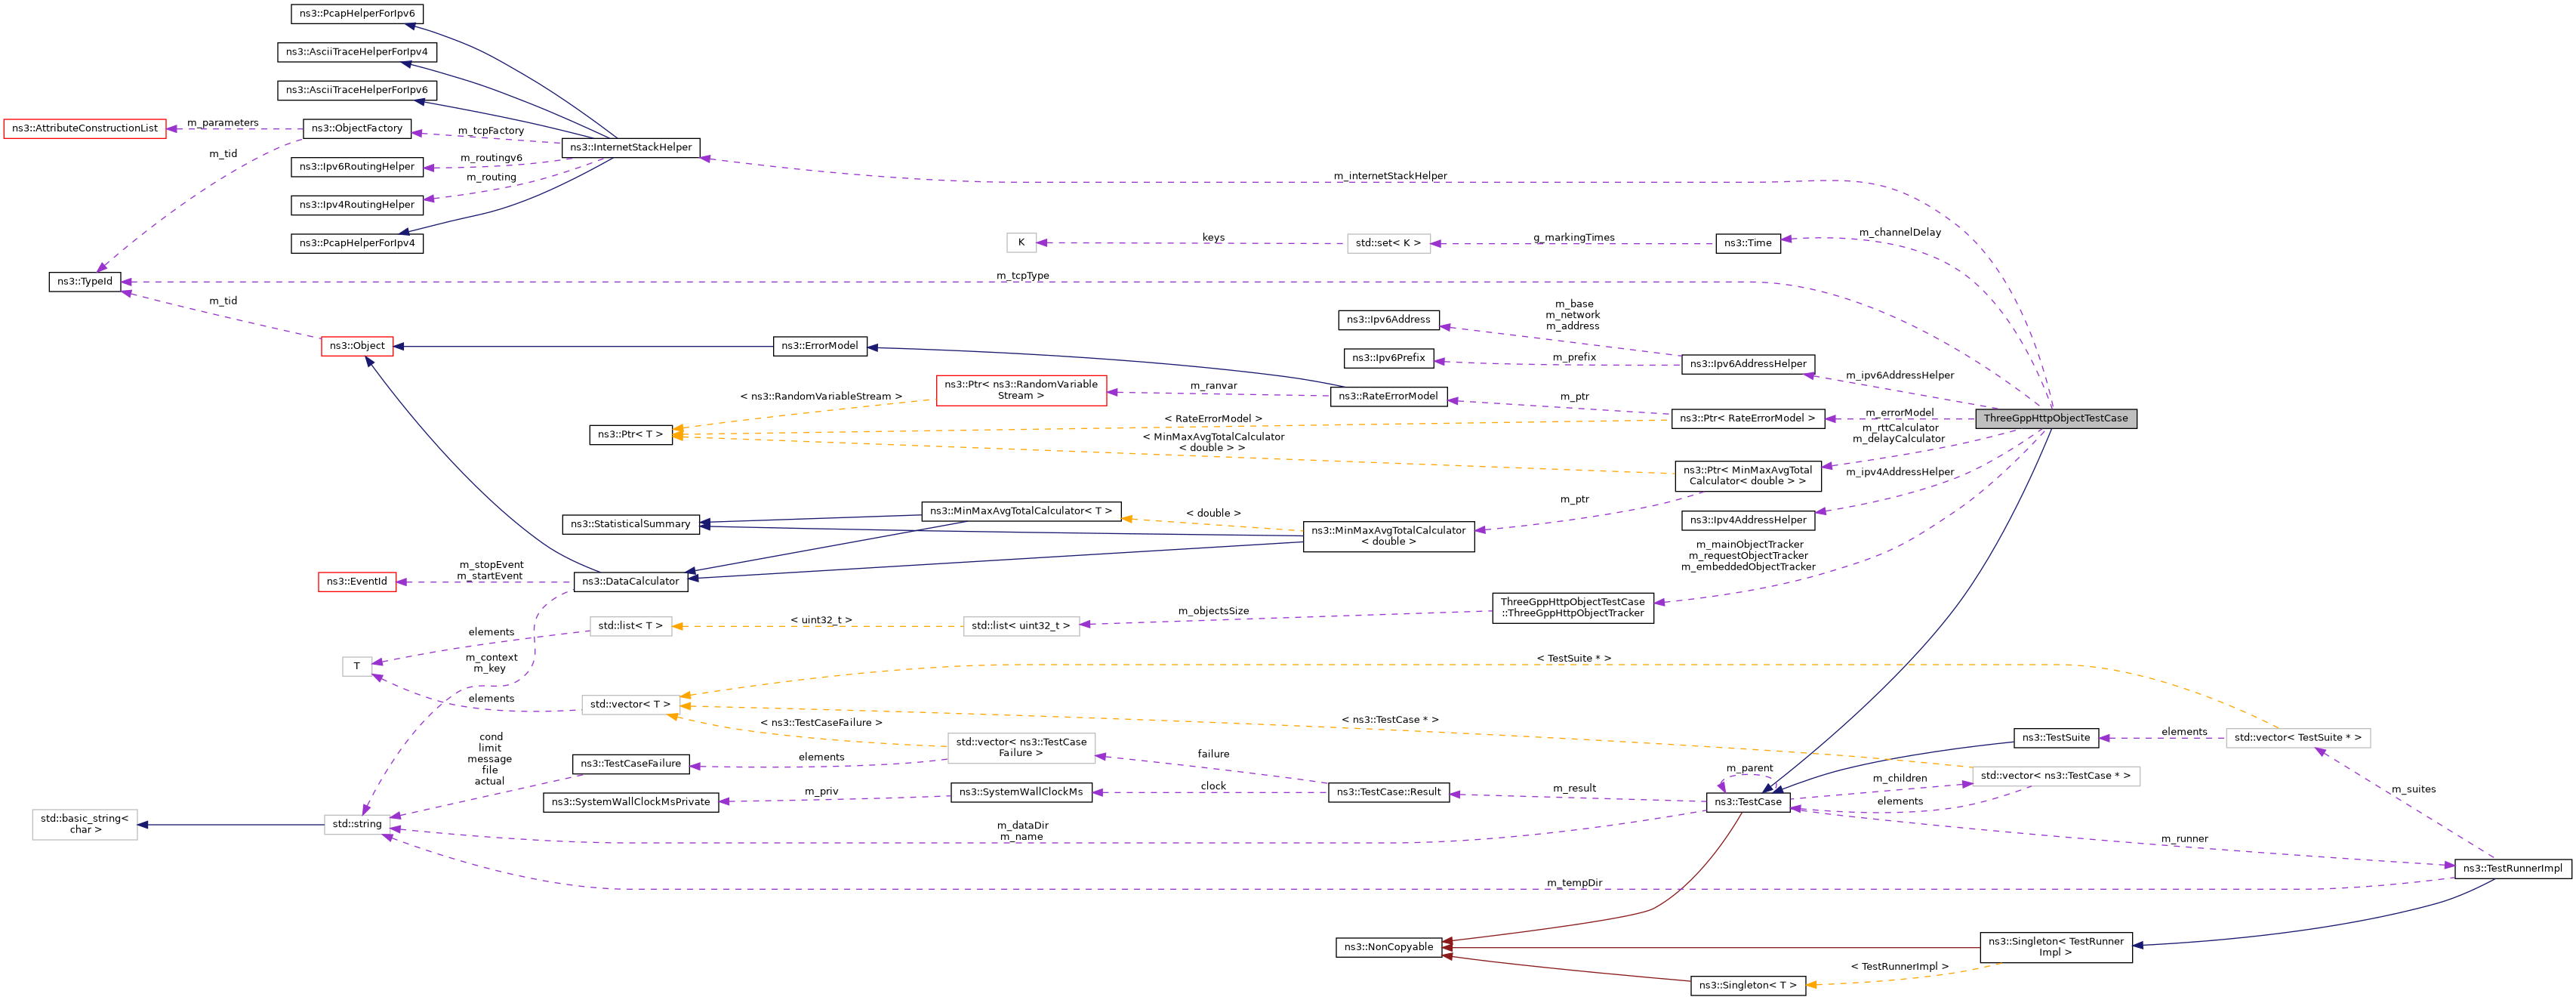 ns3::PcapHelperForIpv6
ns3::AsciiTraceHelperForIpv4
ns3::AsciiTraceHelperForIpv6
ns3::AttributeConstructionList
m_parameters
ns3::ObjectFactory
m_tcpFactory
ns3::InternetStackHelper
m_tid
ns3::Ipv6RoutingHelper
m_routingv6
m_routing
ns3::Ipv4RoutingHelper
m_internetStackHelper
ns3::PcapHelperForIpv4
K
keys
std::set< K >
g_markingTimes
ns3::Time
m_channelDelay
ns3::TypeId
m_tcpType
m_tid
ns3::Object
ns3::ErrorModel
ns3::Ipv6Address
m_base
m_network
m_address
ns3::Ipv6Prefix
m_prefix
ns3::Ipv6AddressHelper
m_ipv6AddressHelper
ns3::Ptr< ns3::RandomVariable
Stream >
m_ranvar
ns3::RateErrorModel
m_ptr
< ns3::RandomVariableStream >
ns3::Ptr< T >
< RateErrorModel >
ns3::Ptr< RateErrorModel >
m_errorModel
ThreeGppHttpObjectTestCase
< MinMaxAvgTotalCalculator
< double > >
m_rttCalculator
m_delayCalculator
ns3::Ptr< MinMaxAvgTotal
Calculator< double > >
m_ipv4AddressHelper
m_ptr
ns3::StatisticalSummary
ns3::MinMaxAvgTotalCalculator< T >
< double >
ns3::MinMaxAvgTotalCalculator
< double >
ns3::Ipv4AddressHelper
m_mainObjectTracker
m_requestObjectTracker
m_embeddedObjectTracker
ns3::EventId
m_stopEvent
m_startEvent
ns3::DataCalculator
ThreeGppHttpObjectTestCase
::ThreeGppHttpObjectTracker
m_objectsSize
std::list< uint32_t >
< uint32_t >
std::list< T >
elements
T
m_context
m_key
elements
std::vector< T >
< TestSuite * >
< ns3::TestCaseFailure >
< ns3::TestCase * >
cond
limit
message
file
actual
ns3::TestCaseFailure
elements
std::vector< ns3::TestCase
Failure >
failure
ns3::TestSuite
elements
std::vector< TestSuite * >
m_parent
m_children
std::vector< ns3::TestCase * >
elements
ns3::SystemWallClockMsPrivate
m_priv
ns3::SystemWallClockMs
clock
ns3::TestCase::Result
m_result
ns3::TestCase
m_suites
std::basic_string<
char >
std::string
m_dataDir
m_name
m_runner
ns3::TestRunnerImpl
m_tempDir
ns3::NonCopyable
ns3::Singleton< TestRunner
Impl >
< TestRunnerImpl >
ns3::Singleton< T >